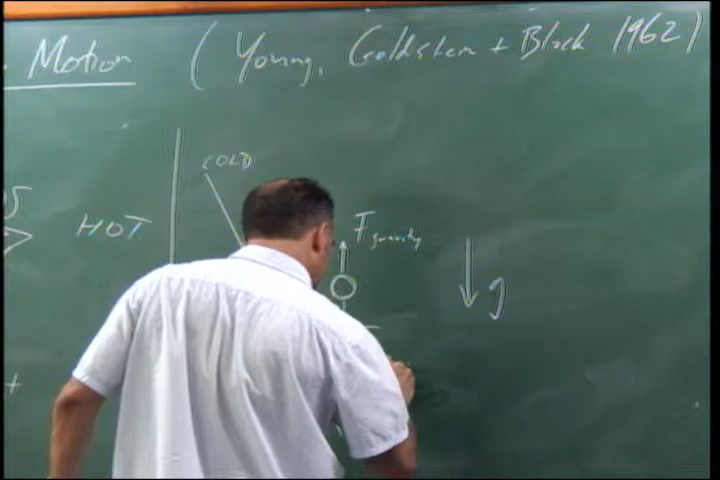 Motion (Young, Goldstein + Block 1962)
COLD
HOT
F gravity
g
+